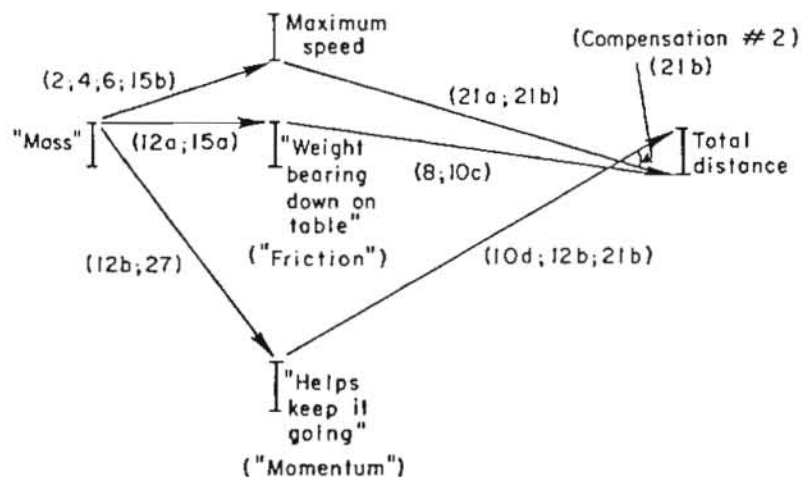 Maximum
speed
(Compensation #2)
(21b)
(2;4;6;15b)
(21a;21b)
"Mass"
(12a;15a)
"Weight
bearing
down on
table"
("Friction")
(8;10c)
Total
distance
(12b;27)
(10d;12b;21b)
"Helps
keep it
going"
("Momentum")